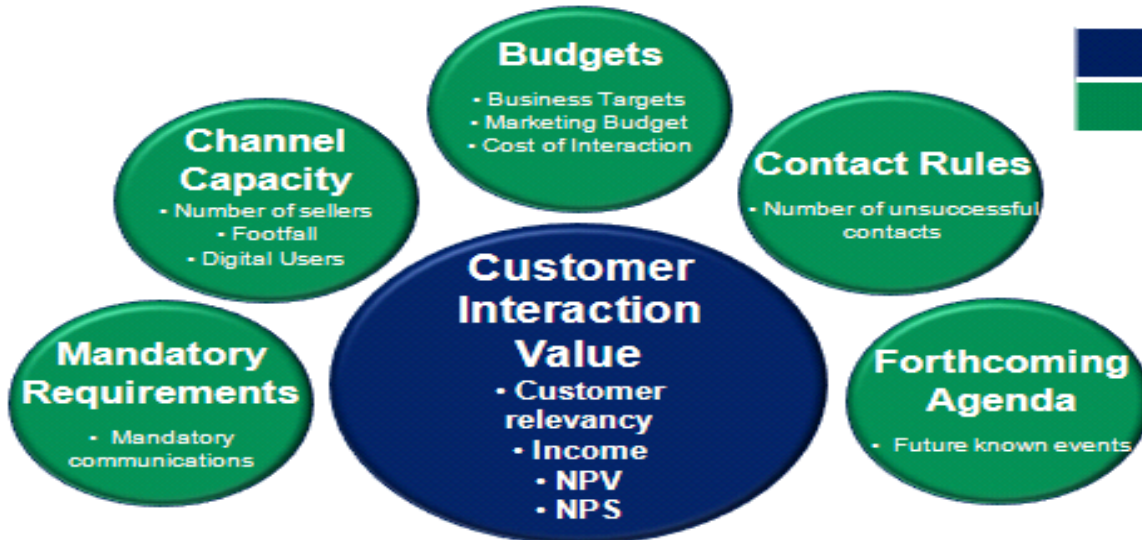 Budgets
• Business Targets
• Marketing Budget
• Cost of Interaction
Channel
Capacity
• Number of sellers
• Footfall
• Digital Users
Contact Rules
• Number of unsuccessful
contacts
Customer
Interaction
Value
• Customer
relevancy
• Income
• NPV
• NPS
Mandatory
Requirements
• Mandatory
communications
Forthcoming
Agenda
• Future known events